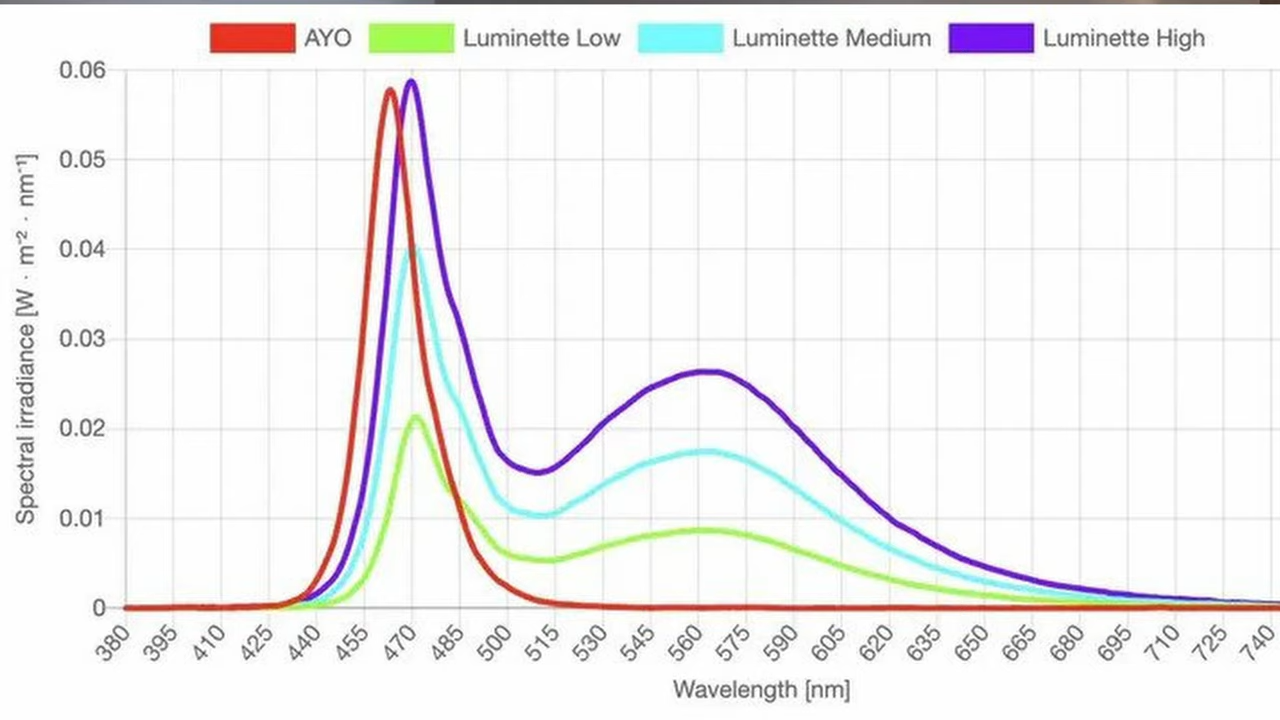 AYO Luminette Low Luminette Medium Luminette High
Spectral irradiance [W · m⁻² · nm⁻¹]
0.06
0.05
0.04
0.03
0.02
0.01
0
380 395 410 425 440 455 470 485 500 515 530 545 560 575 590 605 620 635 650 665 680 695 710 725 740
Wavelength [nm]